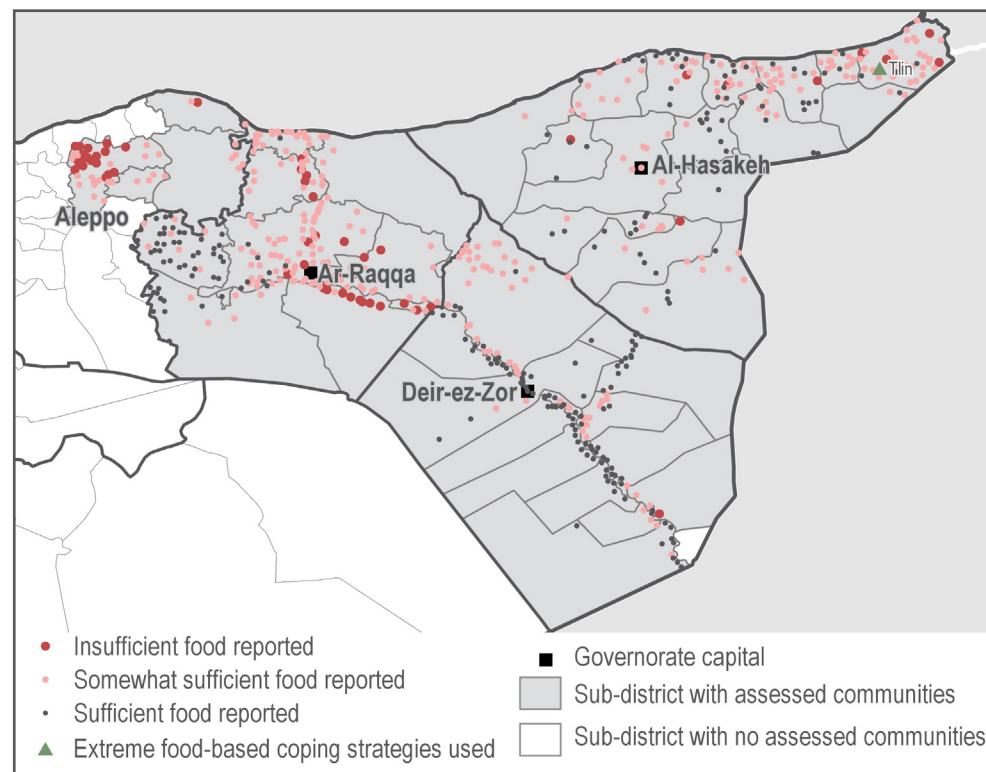 Tilin
Al-Hasakeh
Aleppo
Ar-Raqqa
Deir-ez-Zor
Insufficient food reported
Somewhat sufficient food reported
Sufficient food reported
Extreme food-based coping strategies used
Governorate capital
Sub-district with assessed communities
Sub-district with no assessed communities